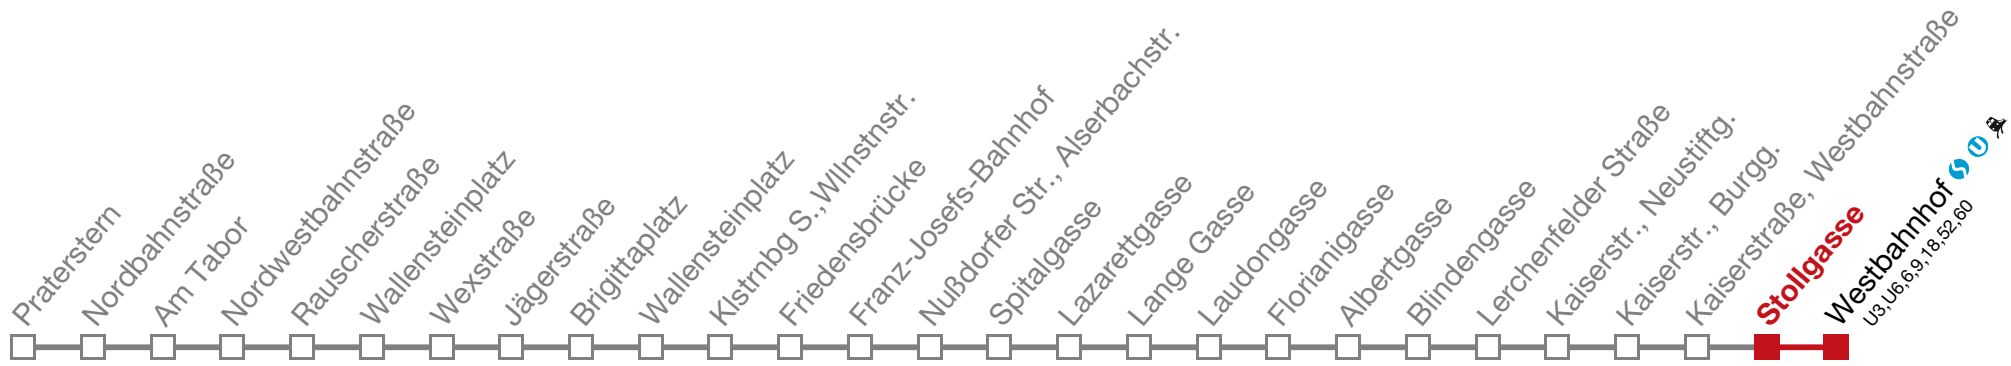 Praterstern
Nordbahnstraße
Am Tabor
Nordwestbahnstraße
Rauscherstraße
Wallensteinplatz
Wexstraße
Jägerstraße
Brigittaplatz
Wallensteinplatz
Klstrnbg S.,Wllnstnstr.
Friedensbrücke
Franz-Josefs-Bahnhof
Nußdorfer Str., Alserbachstr.
Spitalgasse
Lazarettgasse
Lange Gasse
Laudongasse
Florianigasse
Albertgasse
Blindengasse
Lerchenfelder Straße
Kaiserstr., Neustiftg.
Kaiserstr., Burgg.
Kaiserstraße, Westbahnstraße
Stollgasse
Westbahnhof S U
U3,U6,6,9,18,52,60